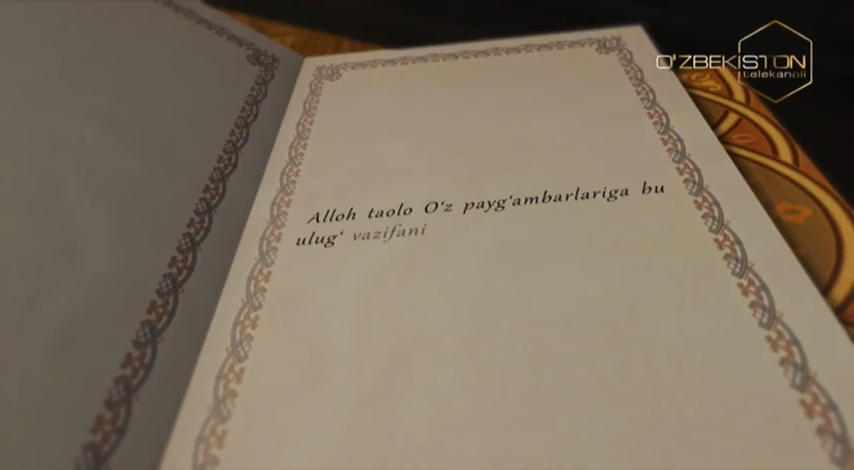 O'ZBEKISTON
telekanali
Alloh taolo O‘z payg‘ambarlariga bu
ulug‘ vazifani